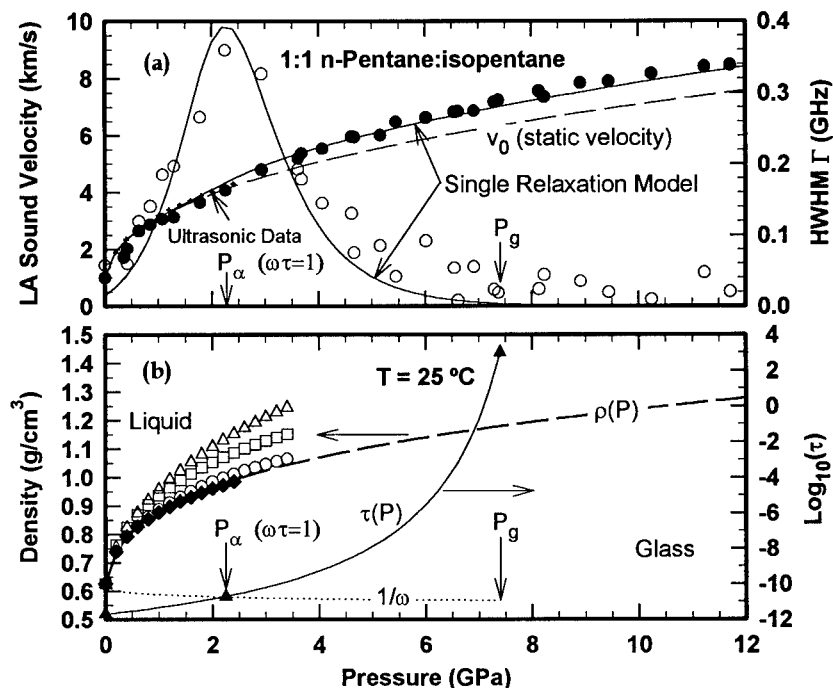 10
8
6
4
2
0
LA Sound Velocity (km/s)
(a)
1:1 n-Pentane:isopentane
v0 (static velocity)
Single Relaxation Model
Ultrasonic Data
Pα (ωτ=1)
Pg
0.4
0.3
0.2
0.1
0.0
HWHM Γ (GHz)
1.5
1.4
1.3
1.2
1.1
1.0
0.9
0.8
0.7
0.6
0.5
Density (g/cm3)
(b)
T = 25 ºC
Liquid
ρ(P)
τ(P)
Pα (ωτ=1)
Pg
Glass
1/ω
4
2
0
-2
-4
-6
-8
-10
-12
Log10(τ)
0 2 4 6 8 10 12
Pressure (GPa)